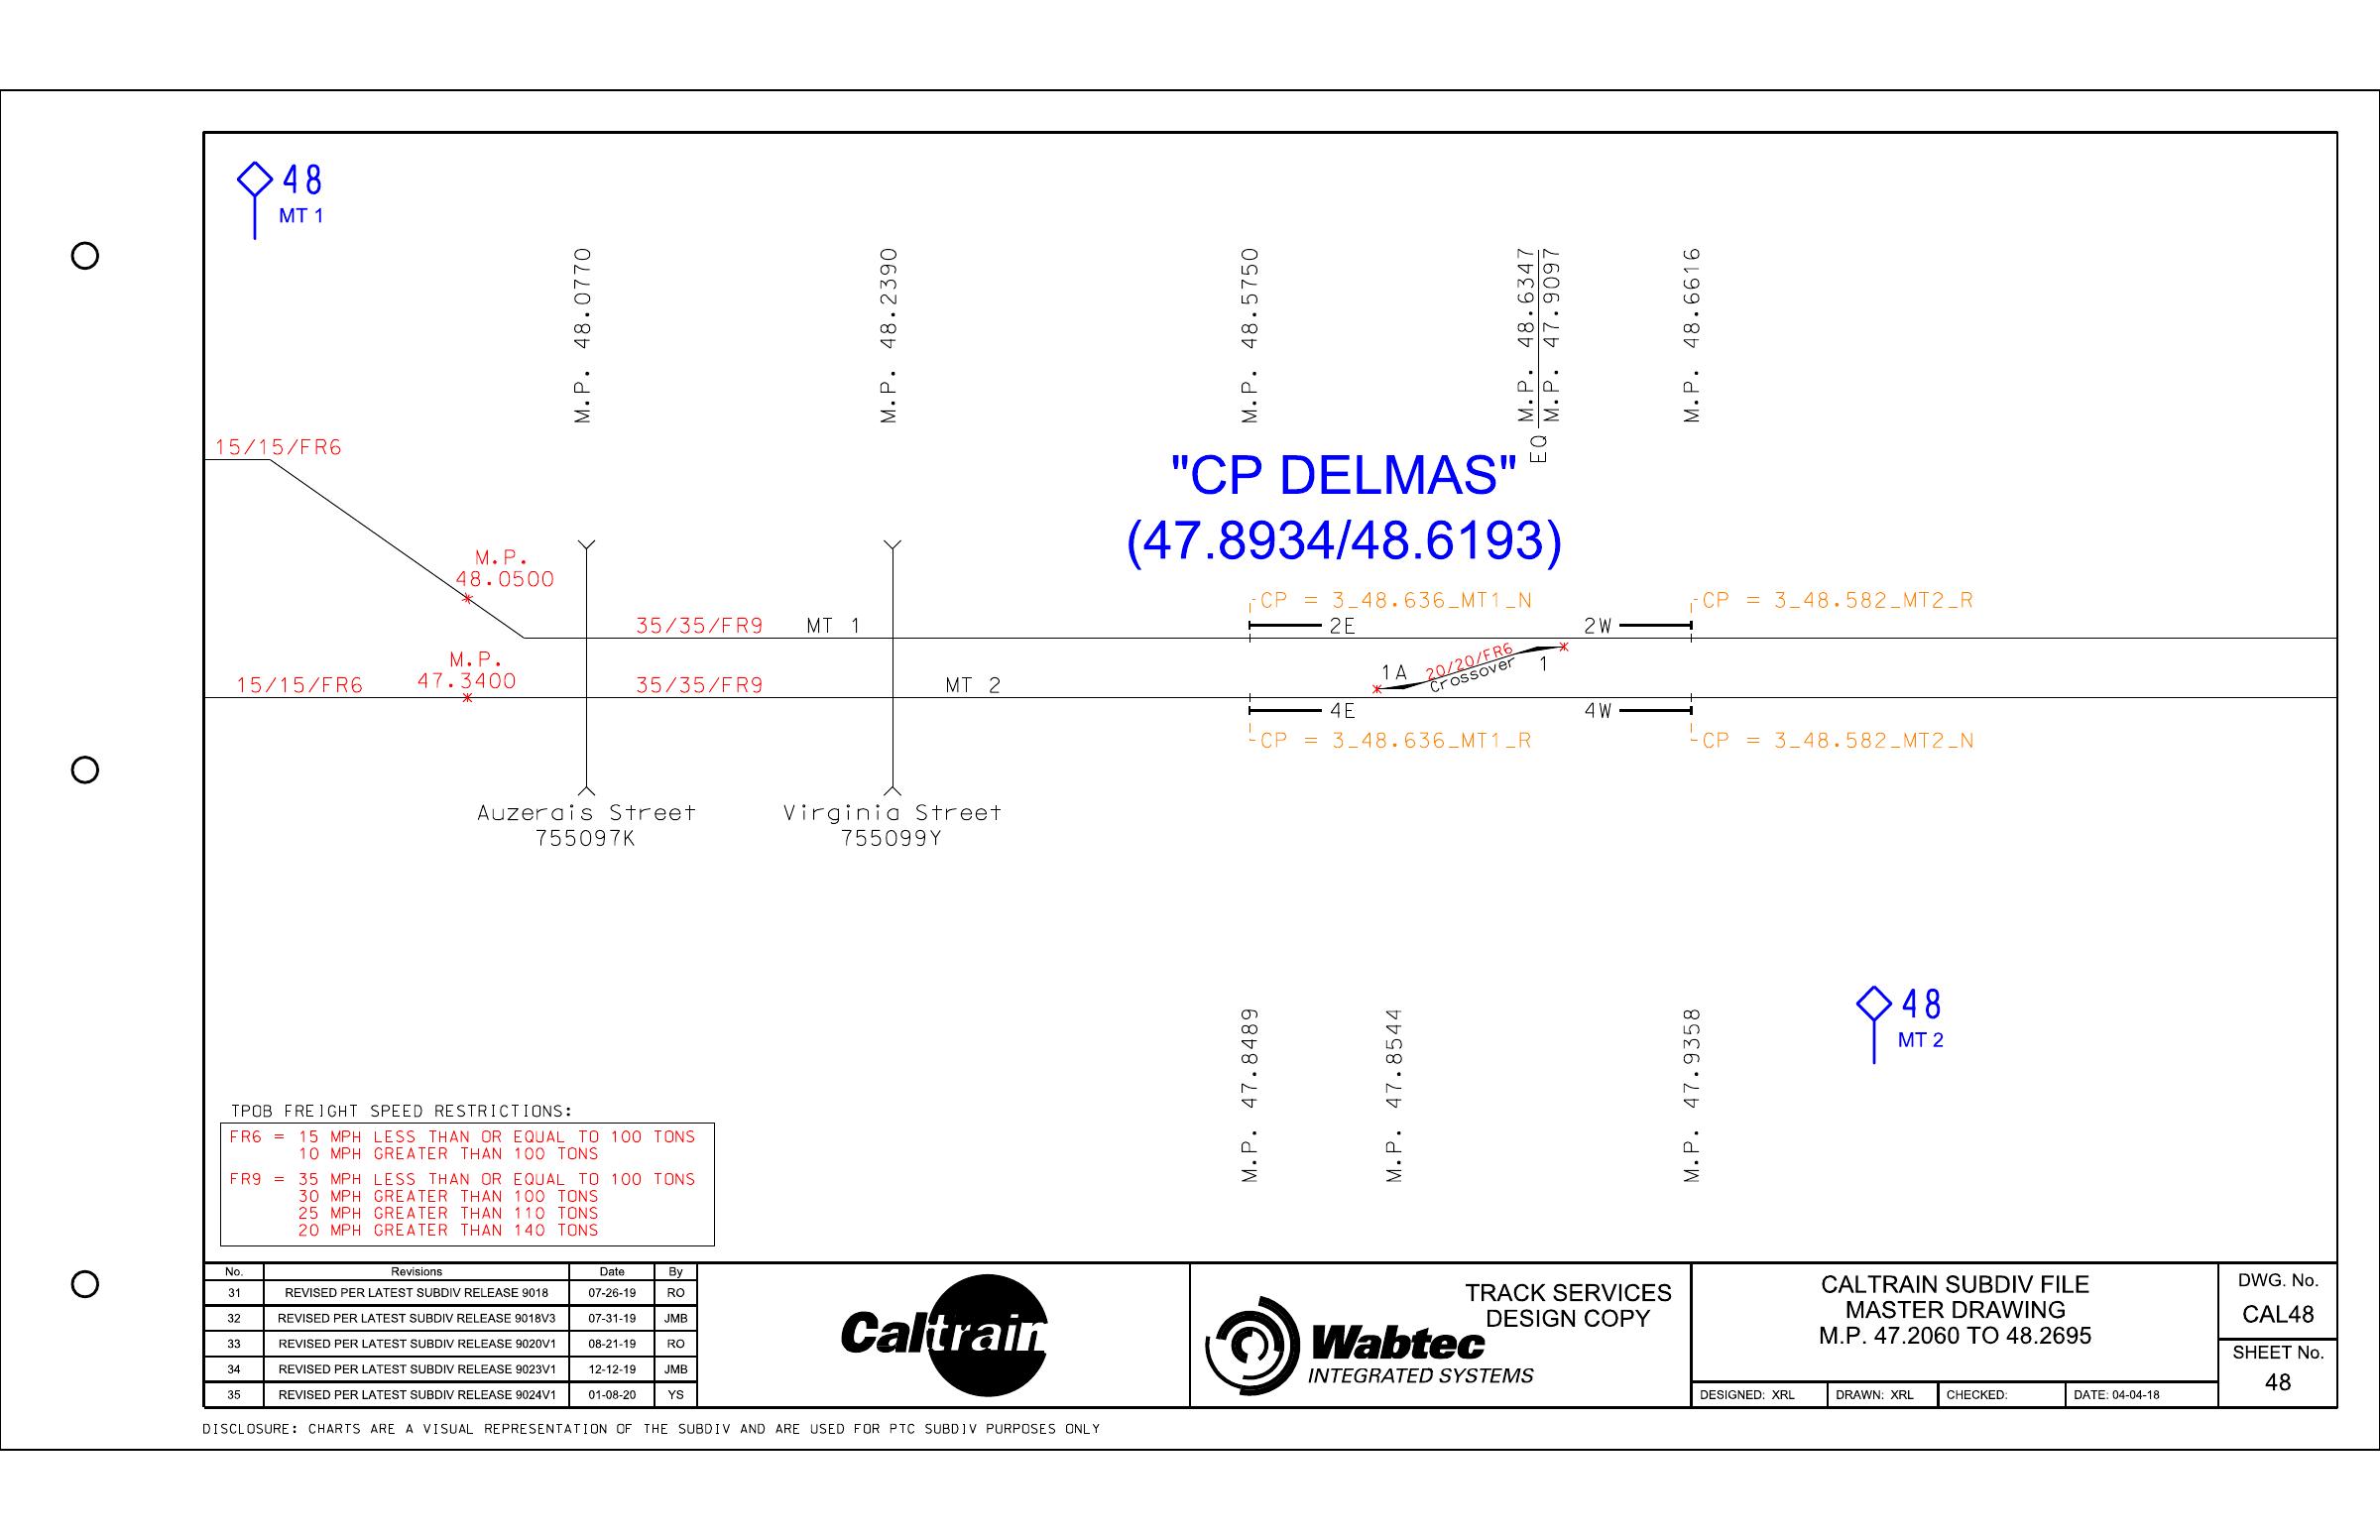 48
MT 1
M.P. 48.0770
M.P. 48.2390
M.P. 48.5750
M.P. 48.6347
EQ
M.P. 47.9097
M.P. 48.6616
15/15/FR6
"CP DELMAS"
(47.8934/48.6193)
M.P.
48.0500
CP = 3_48.636_MT1_N
CP = 3_48.582_MT2_R
35/35/FR9
MT 1
2E
2W
M.P.
47.3400
15/15/FR6
35/35/FR9
MT 2
1A
20/20/FR6
Crossover
1
4E
4W
CP = 3_48.636_MT1_R
CP = 3_48.582_MT2_N
Auzerais Street
755097K
Virginia Street
755099Y
48
MT 2
M.P. 47.8489
M.P. 47.8544
M.P. 47.9358
TPOB FREIGHT SPEED RESTRICTIONS:
FR6 = 15 MPH LESS THAN OR EQUAL TO 100 TONS
10 MPH GREATER THAN 100 TONS
FR9 = 35 MPH LESS THAN OR EQUAL TO 100 TONS
30 MPH GREATER THAN 100 TONS
25 MPH GREATER THAN 110 TONS
20 MPH GREATER THAN 140 TONS
No. Revisions Date By
31 REVISED PER LATEST SUBDIV RELEASE 9018 07-26-19 RO
32 REVISED PER LATEST SUBDIV RELEASE 9018V3 07-31-19 JMB
33 REVISED PER LATEST SUBDIV RELEASE 9020V1 08-21-19 RO
34 REVISED PER LATEST SUBDIV RELEASE 9023V1 12-12-19 JMB
35 REVISED PER LATEST SUBDIV RELEASE 9024V1 01-08-20 YS
Caltrain
TRACK SERVICES
DESIGN COPY
Wabtec
INTEGRATED SYSTEMS
CALTRAIN SUBDIV FILE
MASTER DRAWING
M.P. 47.2060 TO 48.2695
DESIGNED: XRL
DRAWN: XRL
CHECKED:
DATE: 04-04-18
DWG. No.
CAL48
SHEET No.
48
DISCLOSURE: CHARTS ARE A VISUAL REPRESENTATION OF THE SUBDIV AND ARE USED FOR PTC SUBDIV PURPOSES ONLY